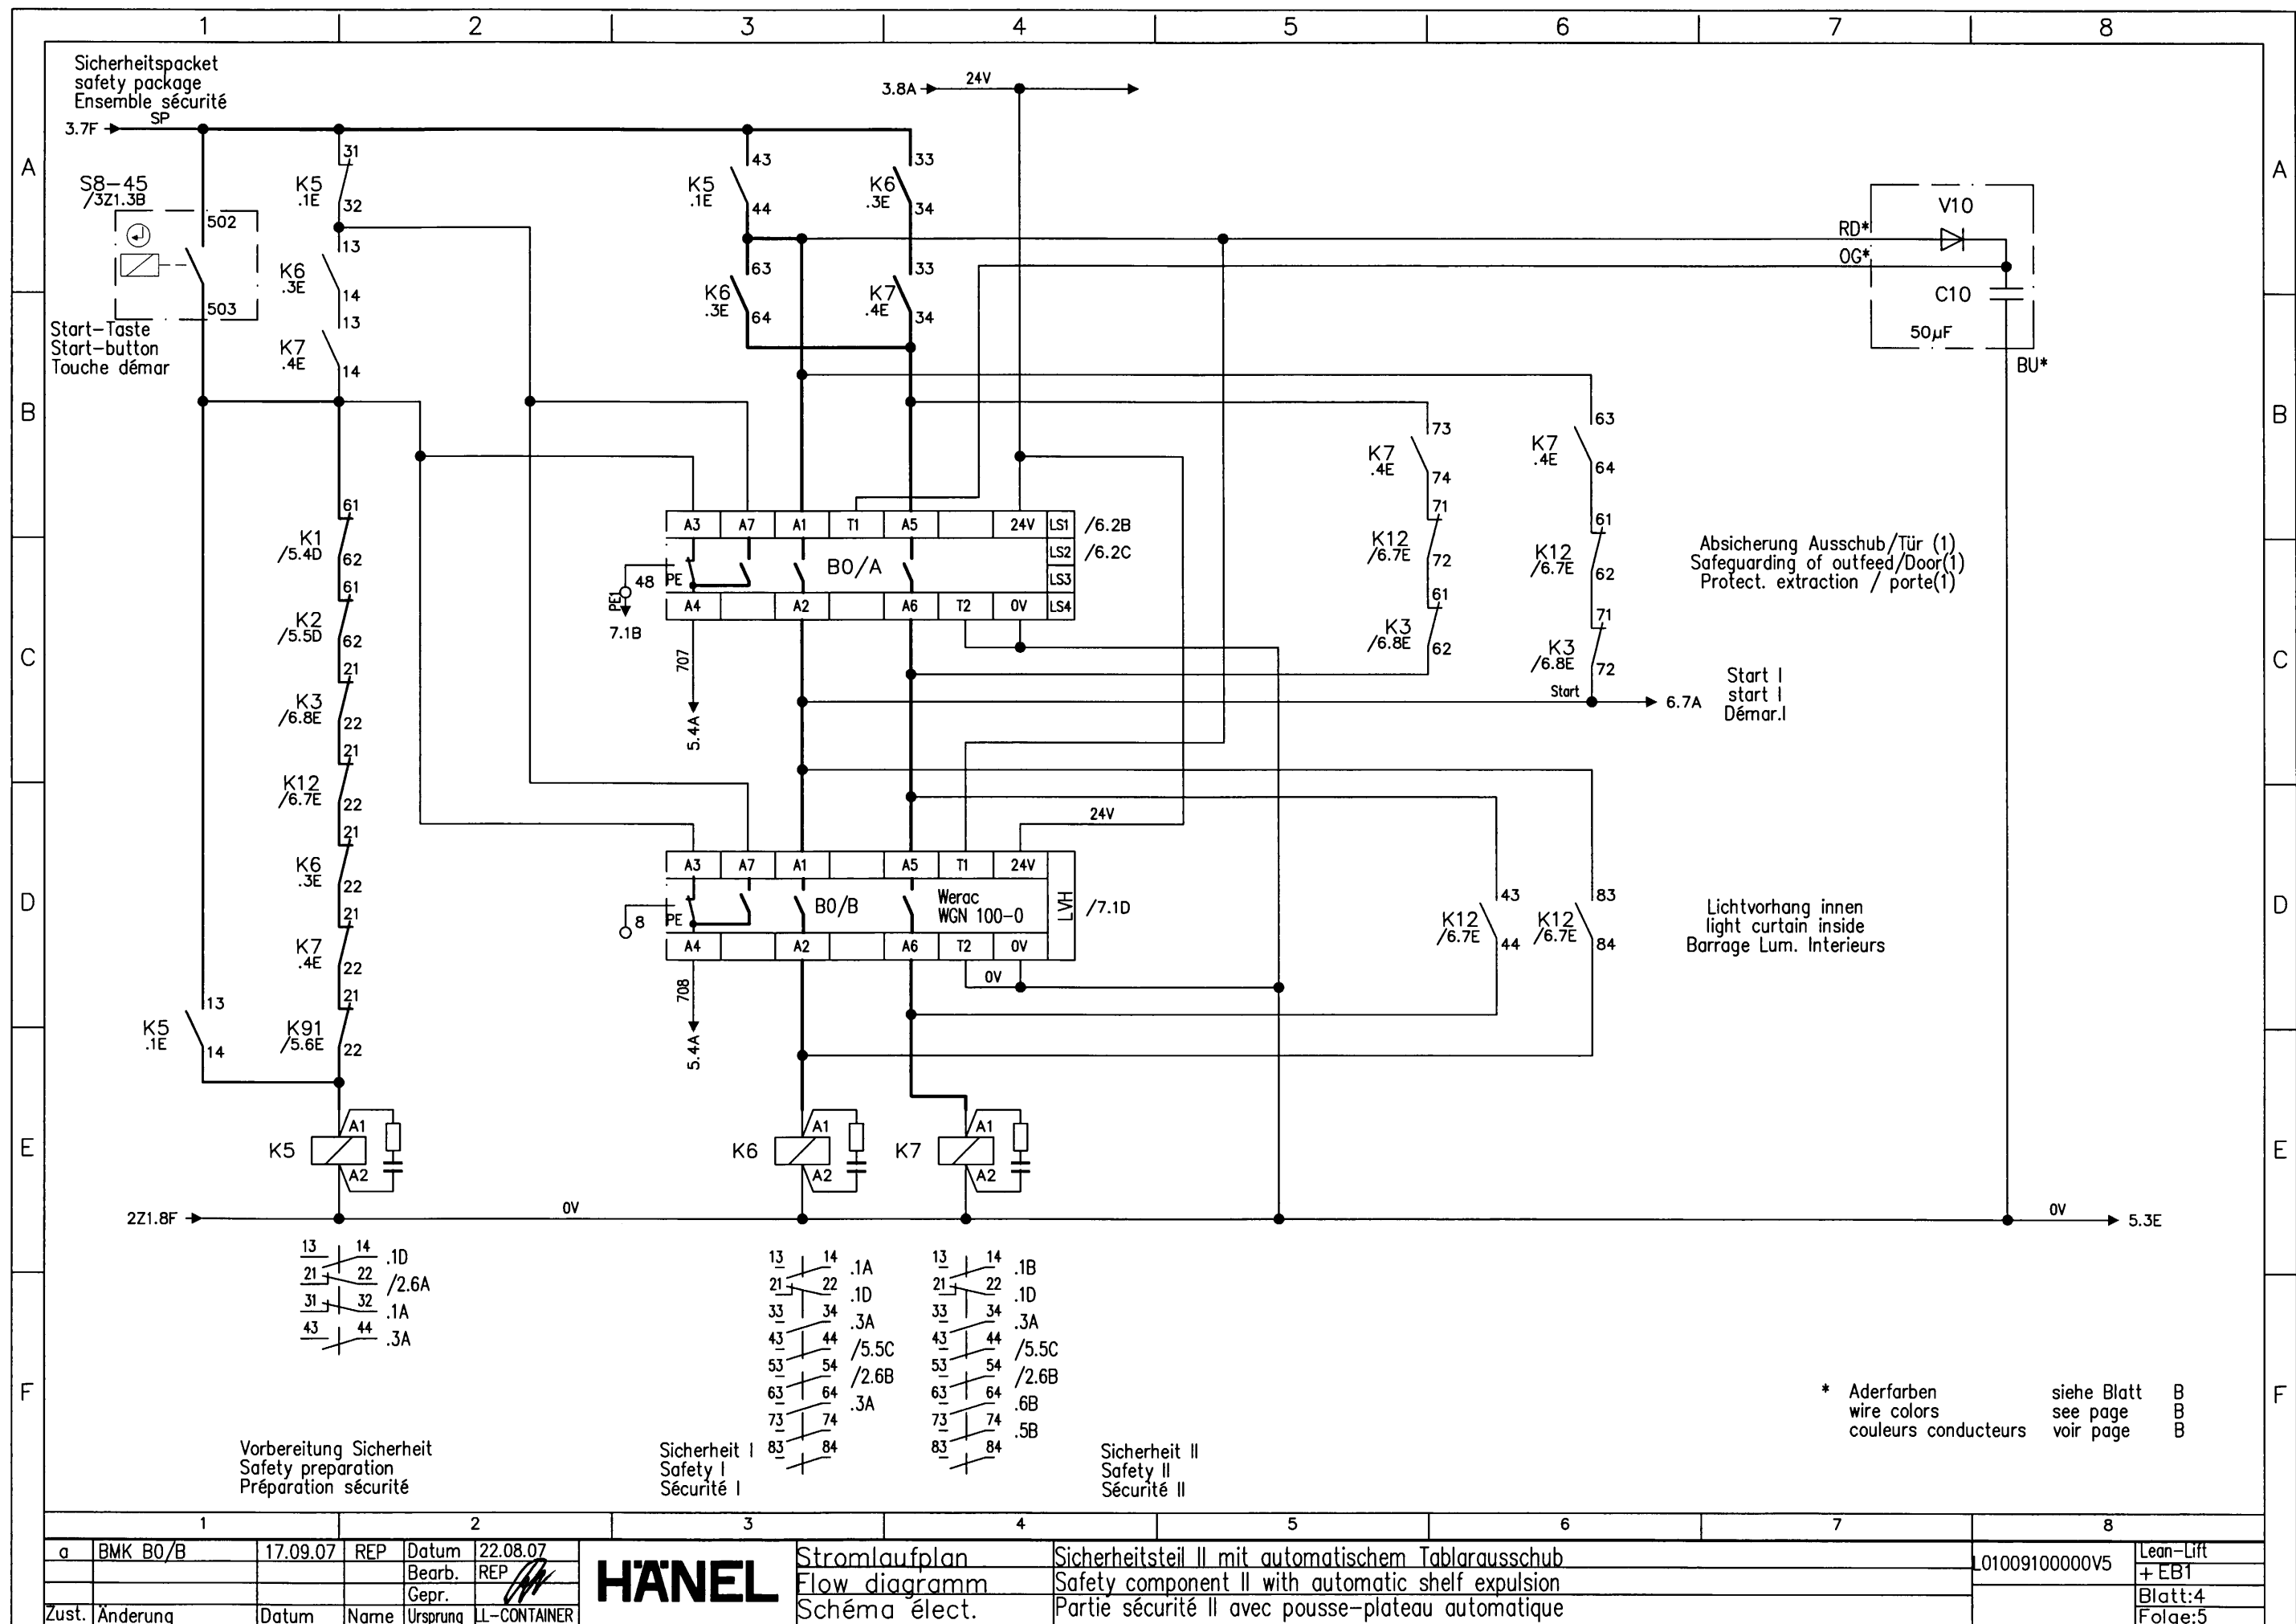 1 2 3 4 5 6 7 8
Sicherheitspacket
safety package
Ensemble sécurité
3.7F SP
3.8A 24V
A A
S8-45
/3Z1.3B
502
503
Start-Taste
Start-button
Touche démar
K5
.1E
31
32
K6
.3E
13
14
K7
.4E
13
14
K5
.1E
43
44
K6
.3E
33
34
K6
.3E
63
64
K7
.4E
33
34
RD*
OG*
V10
C10
50µF
BU*
B B
K7
.4E
73
74
K7
.4E
63
64
K1
/5.4D
61
62
K2
/5.5D
61
62
K3
/6.8E
21
22
K12
/6.7E
21
22
K6
.3E
21
22
K7
.4E
21
22
K91
/5.6E
21
22
K5
.1E
13
14
A3 A7 A1 T1 A5 24V LS1 /6.2B
LS2 /6.2C
PE B0/A LS3
A4 A2 A6 T2 0V LS4
48
PE1
7.1B
707
5.4A
K12
/6.7E
71
72
K12
/6.7E
61
62
K3
/6.8E
61
62
K3
/6.8E
71
72
Absicherung Ausschub/Tür (1)
Safeguarding of outfeed/Door(1)
Protect. extraction / porte(1)
C C
Start 6.7A
Start I
start I
Démar.I
24V
A3 A7 A1 A5 T1 24V
PE B0/B Werac
WGN 100-0
LVH /7.1D
A4 A2 A6 T2 0V
8
0V
708
5.4A
D D
K12
/6.7E
43
44
K12
/6.7E
83
84
Lichtvorhang innen
light curtain inside
Barrage Lum. Interieurs
E E
K5 A1
A2
K6 A1
A2
K7 A1
A2
2Z1.8F 0V 0V 5.3E
13 14 .1D
21 22 /2.6A
31 32 .1A
43 44 .3A
13 14 .1A
21 22 .1D
33 34 .3A
43 44 /5.5C
53 54 /2.6B
63 64 .3A
73 74
83 84
13 14 .1B
21 22 .1D
33 34 .3A
43 44 /5.5C
53 54 /2.6B
63 64 .6B
73 74 .5B
83 84
F F
* Aderfarben siehe Blatt B
wire colors see page B
couleurs conducteurs voir page B
Vorbereitung Sicherheit
Safety preparation
Préparation sécurité
Sicherheit I
Safety I
Sécurité I
Sicherheit II
Safety II
Sécurité II
1 2 3 4 5 6 7 8
a BMK B0/B 17.09.07 REP Datum 22.08.07
Bearb. REP
Gepr.
Zust. Änderung Datum Name Ursprung LL-CONTAINER
HÄNEL
Stromlaufplan
Flow diagramm
Schéma élect.
Sicherheitsteil II mit automatischem Tablarausschub
Safety component II with automatic shelf expulsion
Partie sécurité II avec pousse-plateau automatique
L01009100000V5
Lean-Lift
+EB1
Blatt:4
Folge:5